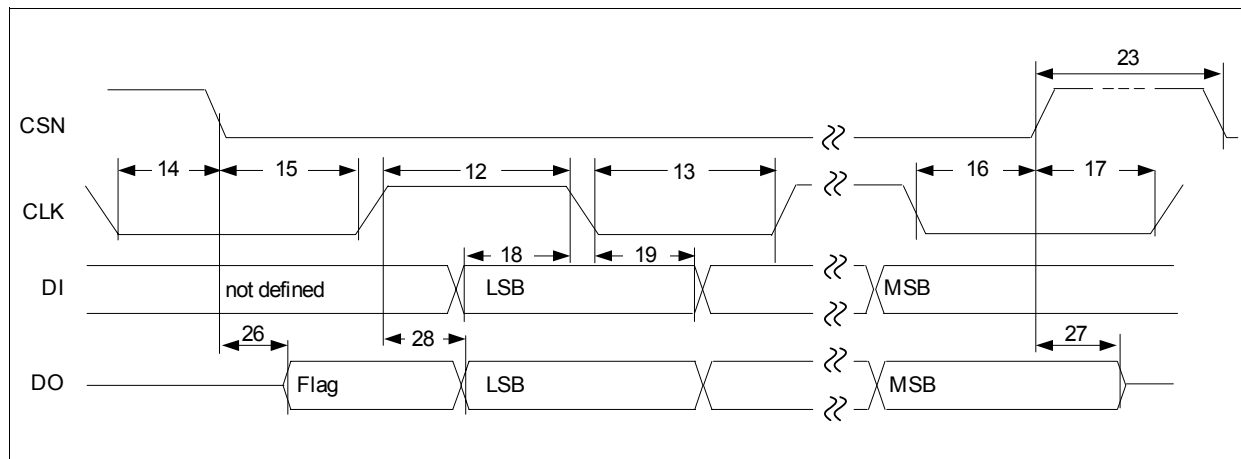 23
CSN
14 15 12 13 16 17
CLK
18 19
DI not defined LSB MSB
26 28 27
DO Flag LSB MSB